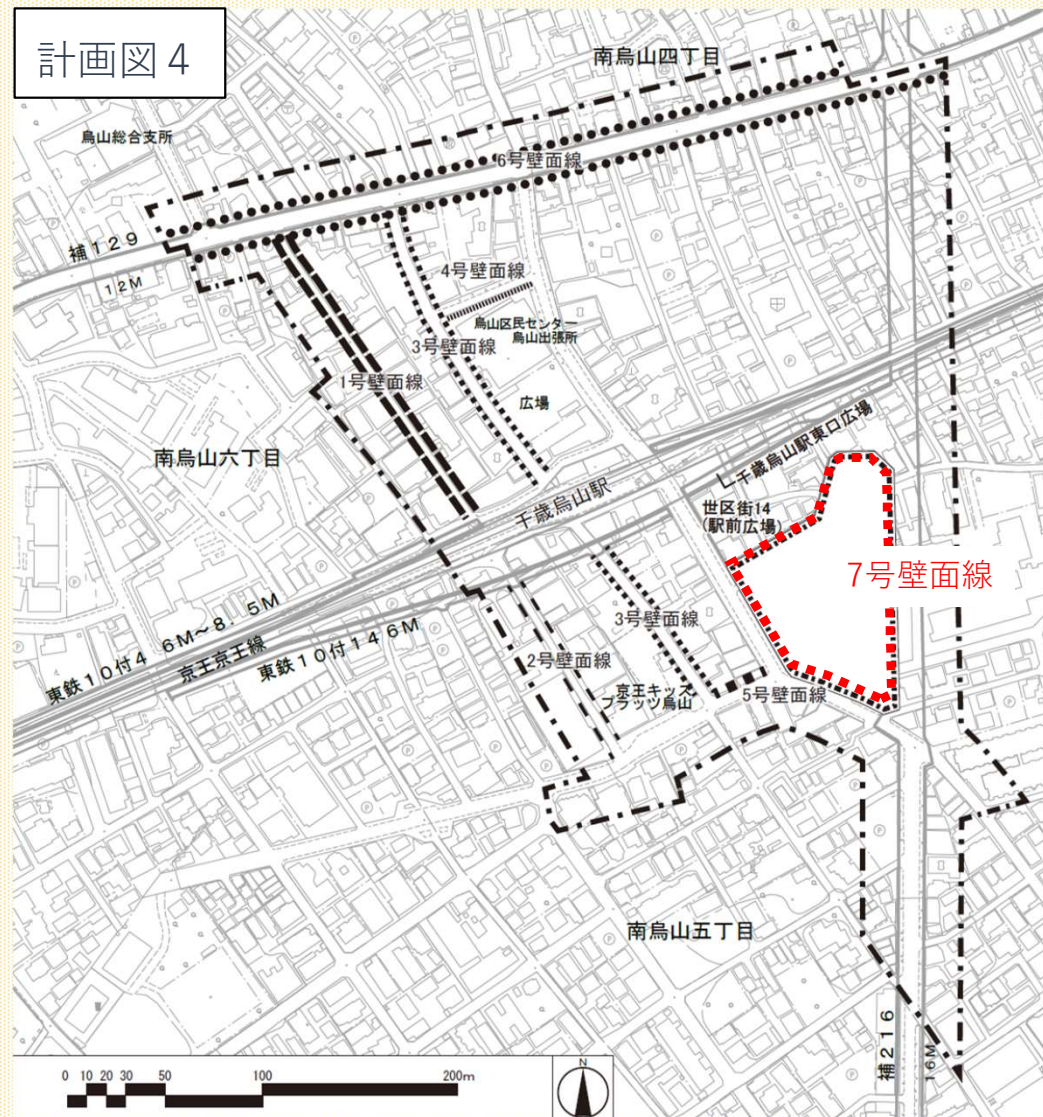 計画図４
南烏山四丁目
烏山総合支所
6号壁面線
補129
12M
4号壁面線
烏山区民センター
烏山出張所
3号壁面線
1号壁面線
広場
南烏山六丁目
千歳烏山駅東口広場
千歳烏山駅
世区街14
(駅前広場)
7号壁面線
東鉄10付4 6M～8.5M
京王京王線
東鉄10付146M
3号壁面線
2号壁面線
京王キッズ
プラッツ烏山
5号壁面線
南烏山五丁目
補216
16M
0 10 20 30 50 100 200m
N